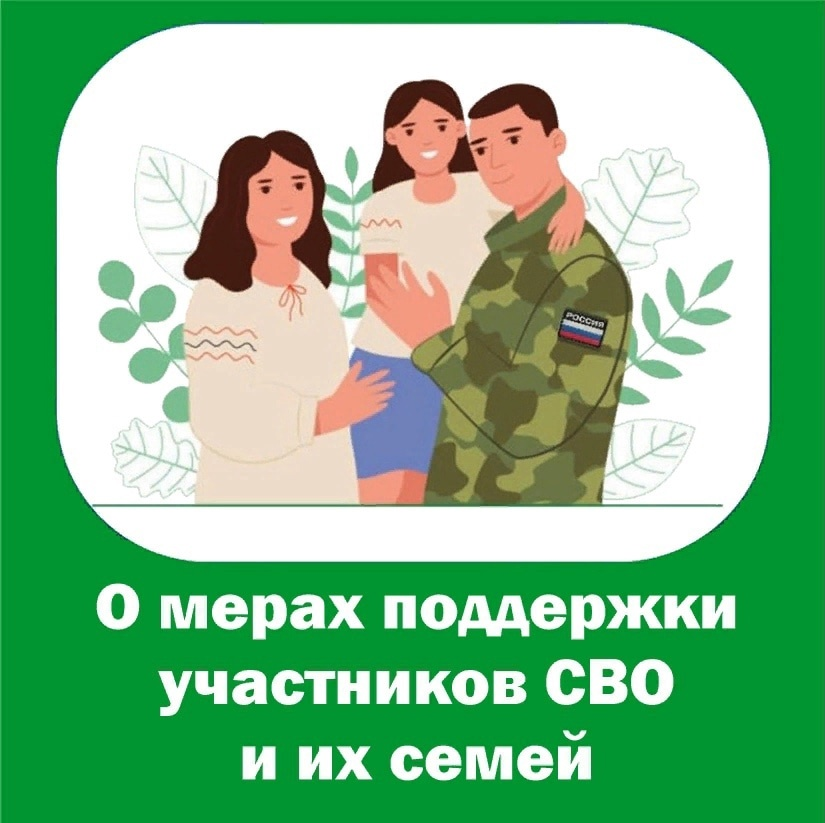 РОССИЯ
О мерах поддержки
участников СВО
и их семей